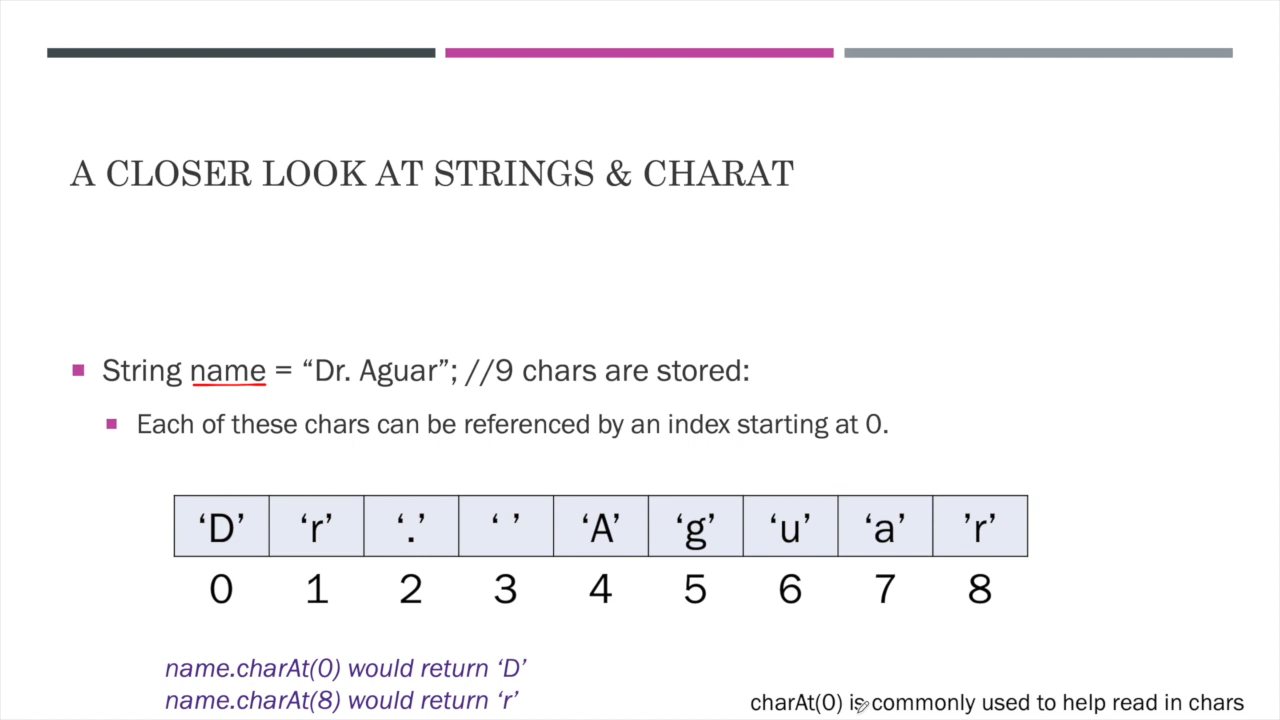 A CLOSER LOOK AT STRINGS & CHARAT
String name = “Dr. Aguar”; //9 chars are stored:
Each of these chars can be referenced by an index starting at 0.
‘D’ ‘r’ ‘.’ ‘ ’ ‘A’ ‘g’ ‘u’ ‘a’ ’r’
0 1 2 3 4 5 6 7 8
name.charAt(0) would return ‘D’
name.charAt(8) would return ‘r’
charAt(0) is commonly used to help read in chars